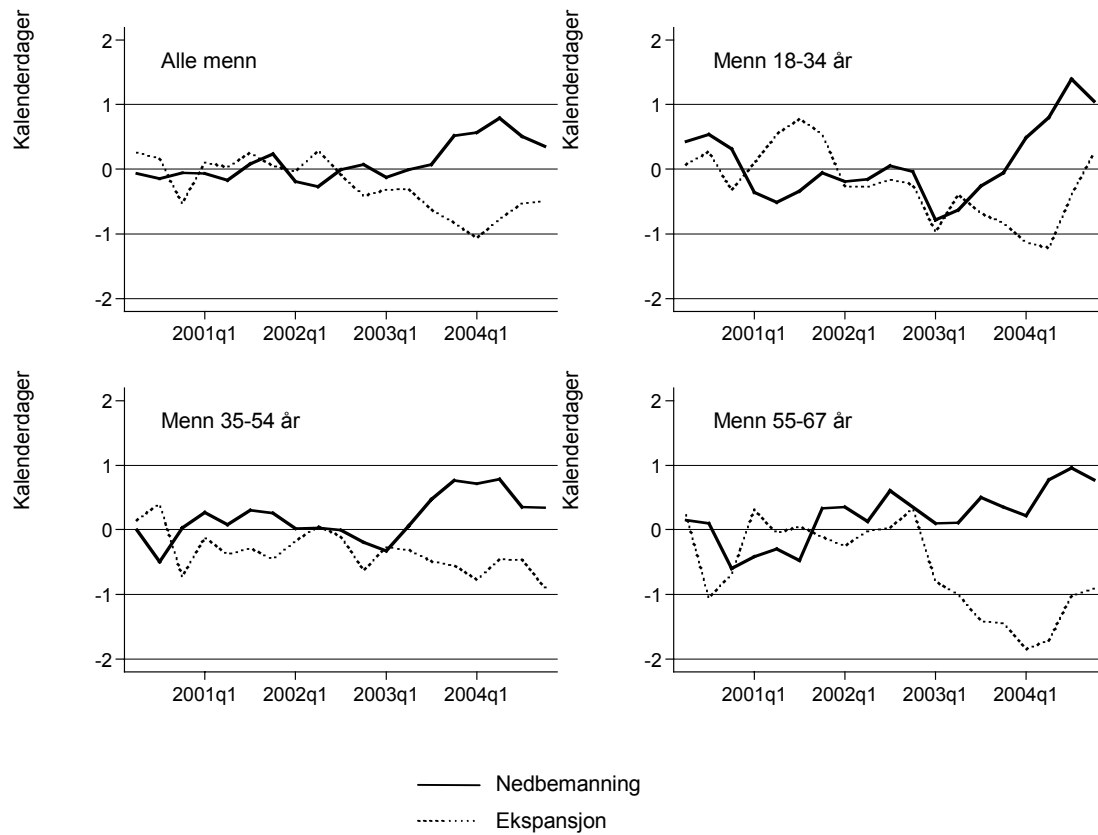 Kalenderdager
Alle menn
2
1
0
-1
-2
2001q1 2002q1 2003q1 2004q1
Kalenderdager
Menn 18-34 år
2
1
0
-1
-2
2001q1 2002q1 2003q1 2004q1
Kalenderdager
Menn 35-54 år
2
1
0
-1
-2
2001q1 2002q1 2003q1 2004q1
Kalenderdager
Menn 55-67 år
2
1
0
-1
-2
2001q1 2002q1 2003q1 2004q1
Nedbemanning
Ekspansjon